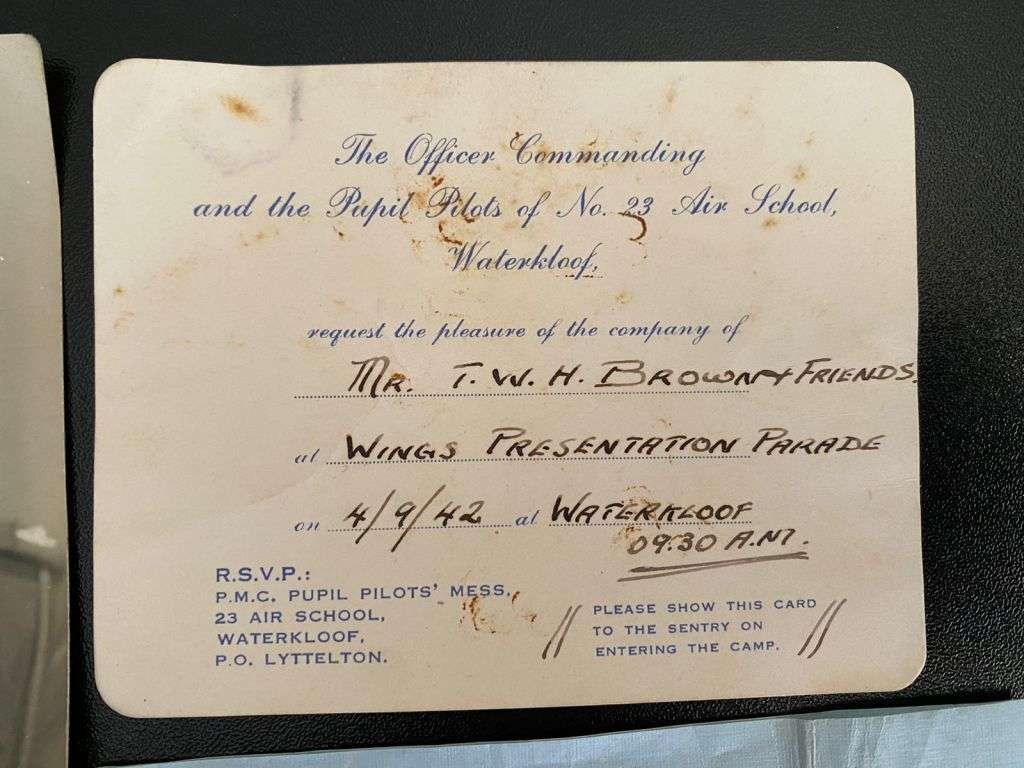 The Officer Commanding
and the Pupil Pilots of No. 23 Air School,
Waterkloof,
request the pleasure of the company of
MR. T. W. H. BROWN & FRIENDS.
at WINGS PRESENTATION PARADE
on 4/9/42 at WATERKLOOF
09.30 A.M.
R.S.V.P.:
P.M.C. PUPIL PILOTS' MESS,
23 AIR SCHOOL,
WATERKLOOF,
P.O. LYTTELTON.
// PLEASE SHOW THIS CARD //
TO THE SENTRY ON
ENTERING THE CAMP.